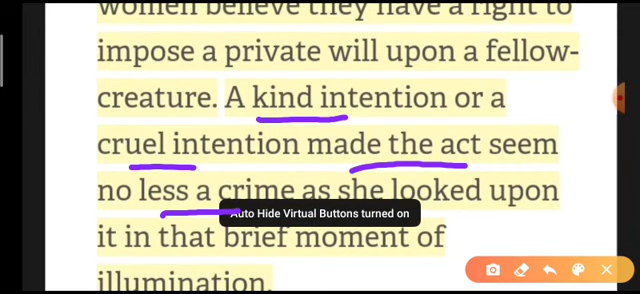 women believe they have a right to
impose a private will upon a fellow-
creature. A kind intention or a
cruel intention made the act seem
no less a crime as she looked upon
Auto Hide Virtual Buttons turned on
it in that brief moment of
illumination.